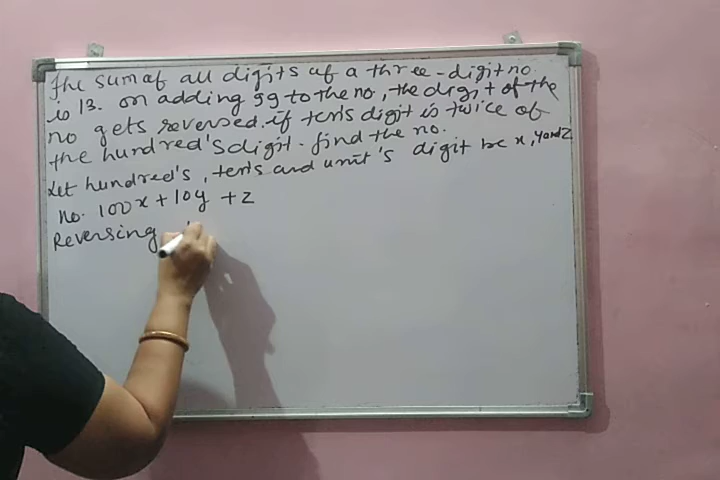 The sum of all digits of a three-digit no.
is 13. on adding 99 to the no, the digit of the
no gets reversed. if ten's digit is twice of
the hundred's digit. find the no.
Let hundred's, ten's and unit's digit be x, y and z
No. 100x + 10y + z
Reversing